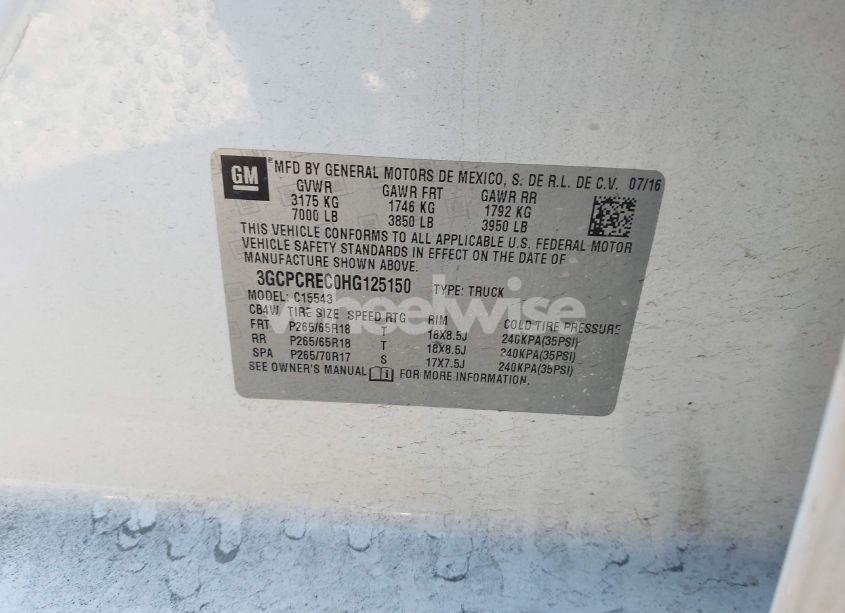 GM
MFD BY GENERAL MOTORS DE MEXICO, S. DE R.L. DE C.V. 07/16
GVWR GAWR FRT GAWR RR
3175 KG 1746 KG 1792 KG
7000 LB 3850 LB 3950 LB
THIS VEHICLE CONFORMS TO ALL APPLICABLE U.S. FEDERAL MOTOR
VEHICLE SAFETY STANDARDS IN EFFECT ON THE DATE OF
MANUFACTURE SHOWN ABOVE.
3GCPCREC0HG125150 TYPE: TRUCK
MODEL: C15543
CB4W TIRE SIZE SPEED RTG RIM COLD TIRE PRESSURE
FRT P265/65R18 T 18X8.5J 240KPA(35PSI)
RR P265/65R18 T 18X8.5J 240KPA(35PSI)
SPA P265/70R17 S 17X7.5J 240KPA(35PSI)
SEE OWNER'S MANUAL FOR MORE INFORMATION.
wheelwise